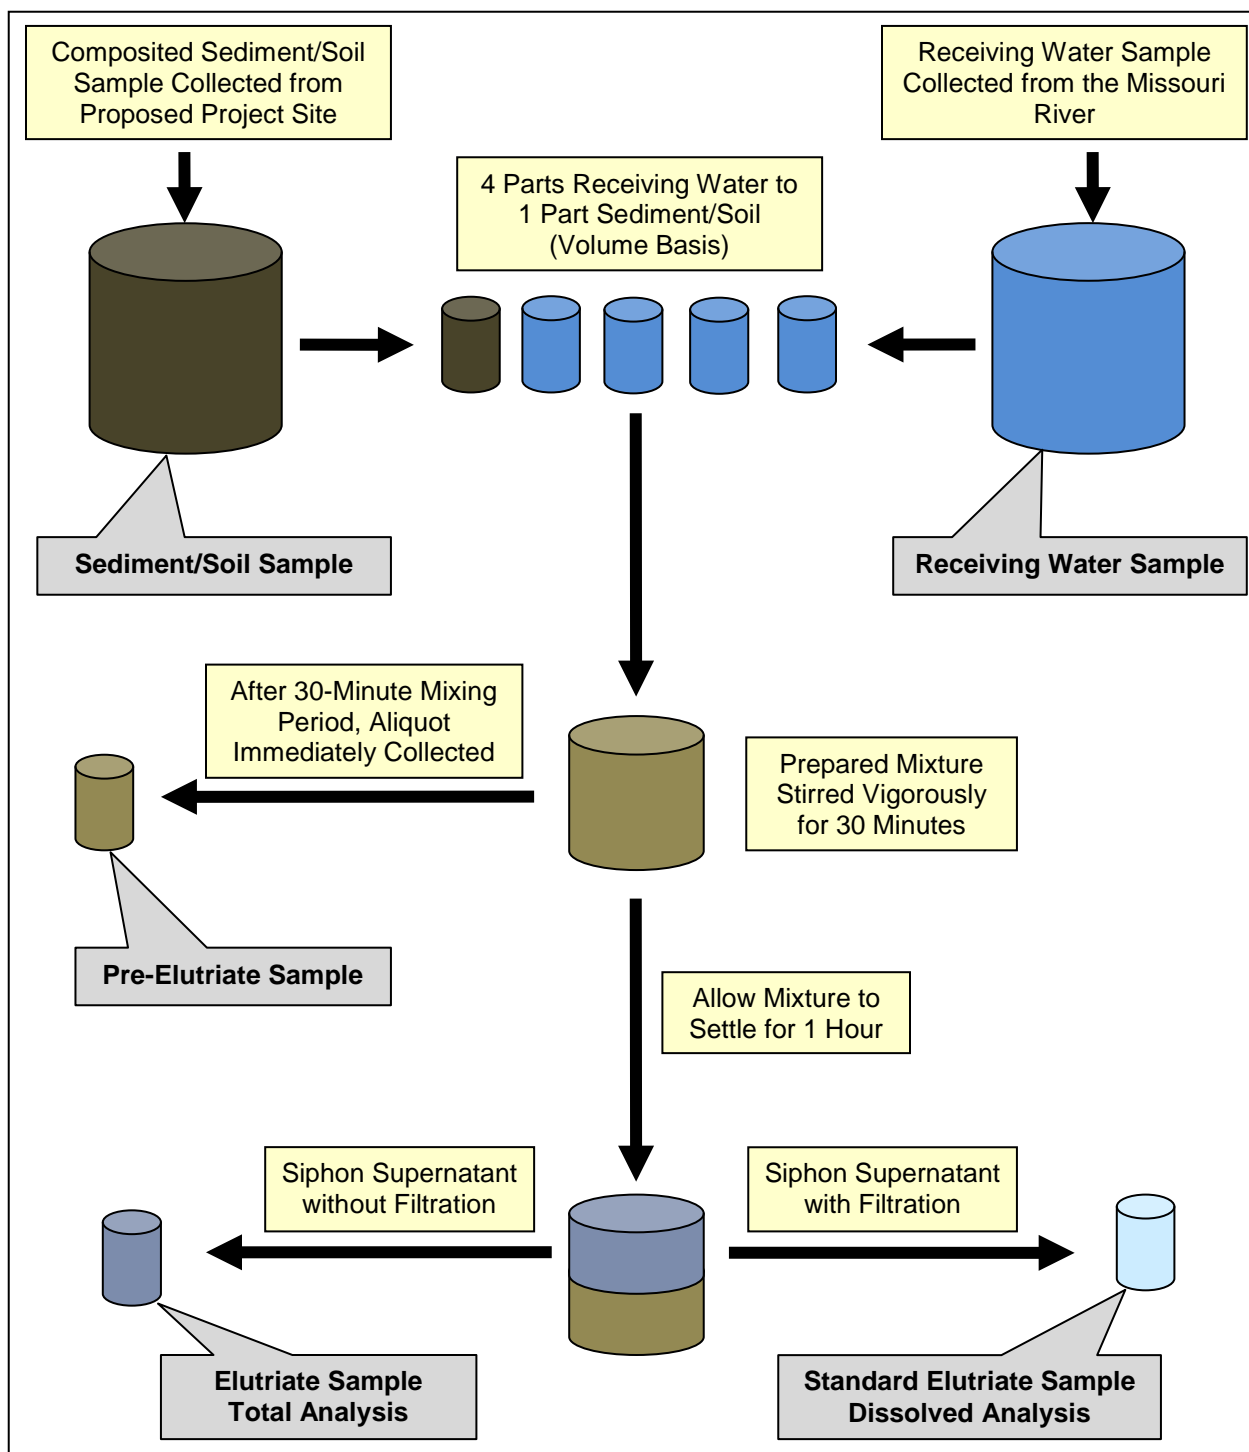 Composited Sediment/Soil
Sample Collected from
Proposed Project Site
Receiving Water Sample
Collected from the Missouri
River
4 Parts Receiving Water to
1 Part Sediment/Soil
(Volume Basis)
Sediment/Soil Sample
Receiving Water Sample
After 30-Minute Mixing
Period, Aliquot
Immediately Collected
Prepared Mixture
Stirred Vigorously
for 30 Minutes
Pre-Elutriate Sample
Allow Mixture to
Settle for 1 Hour
Siphon Supernatant
without Filtration
Siphon Supernatant
with Filtration
Elutriate Sample
Total Analysis
Standard Elutriate Sample
Dissolved Analysis